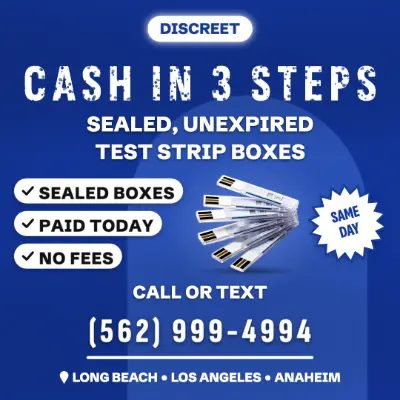 DISCREET
CASH IN 3 STEPS
SEALED, UNEXPIRED
TEST STRIP BOXES
✓ SEALED BOXES
✓ PAID TODAY
✓ NO FEES
SAME
DAY
CALL OR TEXT
(562) 999-4994
LONG BEACH • LOS ANGELES • ANAHEIM